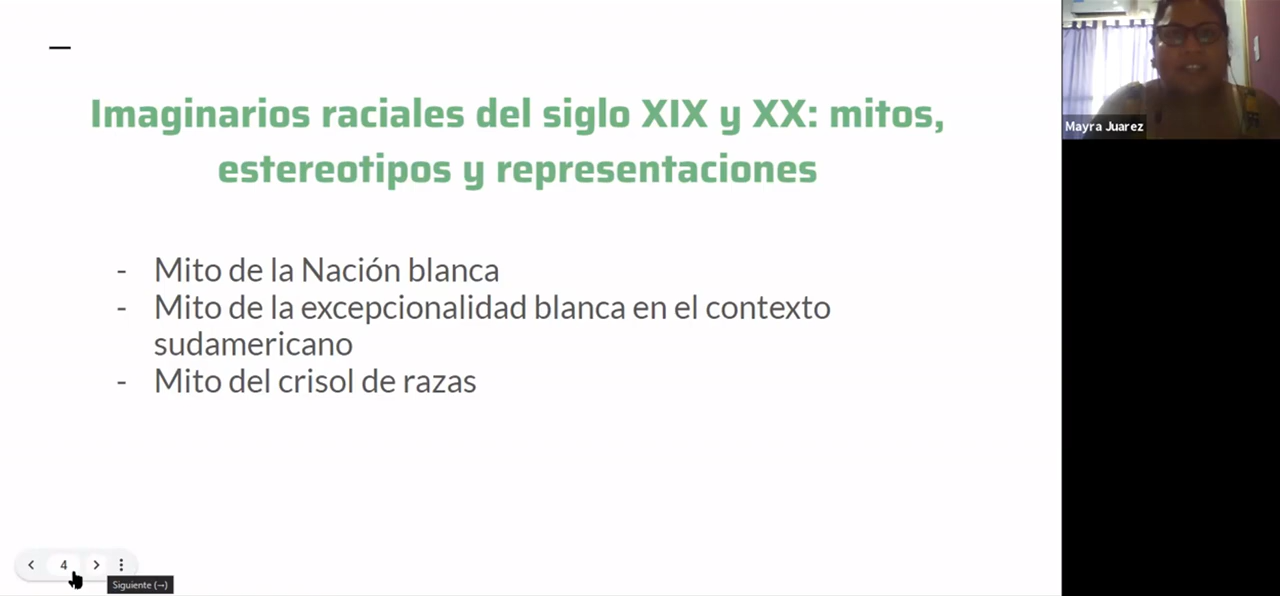 Imaginarios raciales del siglo XIX y XX: mitos,
estereotipos y representaciones
- Mito de la Nación blanca
- Mito de la excepcionalidad blanca en el contexto
sudamericano
- Mito del crisol de razas
Mayra Juarez
4
Siguiente (→)